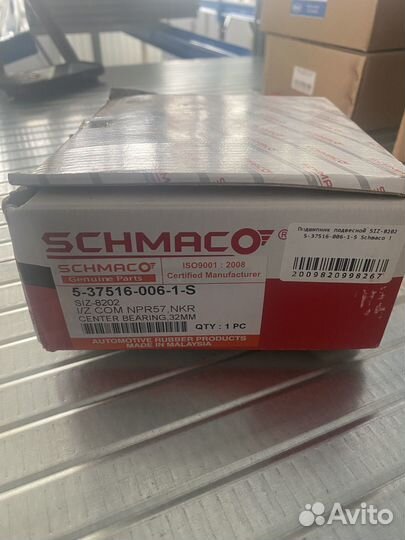 SCHMACO®
Genuine Parts
ISO9001 : 2008
Certified Manufacturer
5-37516-006-1-S
SIZ-8202
I/Z COM NPR57,NKR
CENTER BEARING,32MM
QTY : 1 PC
AUTOMOTIVE RUBBER PRODUCTS
MADE IN MALAYSIA
Подшипник подвесной SIZ-8202
5-37516-006-1-S Schmaco
2009820998267
Avito